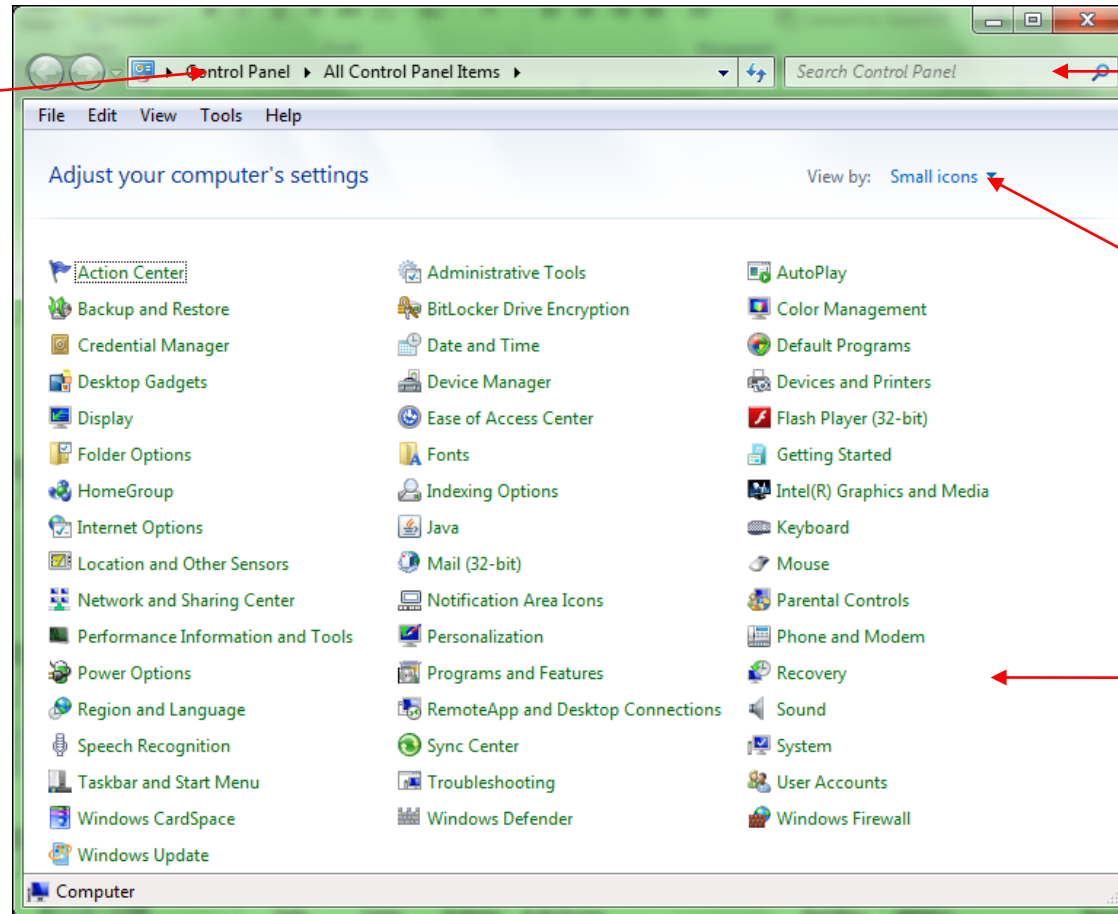 Control Panel All Control Panel Items Search Control Panel
File Edit View Tools Help
Adjust your computer's settings View by: Small icons
Action Center Administrative Tools AutoPlay
Backup and Restore BitLocker Drive Encryption Color Management
Credential Manager Date and Time Default Programs
Desktop Gadgets Device Manager Devices and Printers
Display Ease of Access Center Flash Player (32-bit)
Folder Options Fonts Getting Started
HomeGroup Indexing Options Intel(R) Graphics and Media
Internet Options Java Keyboard
Location and Other Sensors Mail (32-bit) Mouse
Network and Sharing Center Notification Area Icons Parental Controls
Performance Information and Tools Personalization Phone and Modem
Power Options Programs and Features Recovery
Region and Language RemoteApp and Desktop Connections Sound
Speech Recognition Sync Center System
Taskbar and Start Menu Troubleshooting User Accounts
Windows CardSpace Windows Defender Windows Firewall
Windows Update
Computer